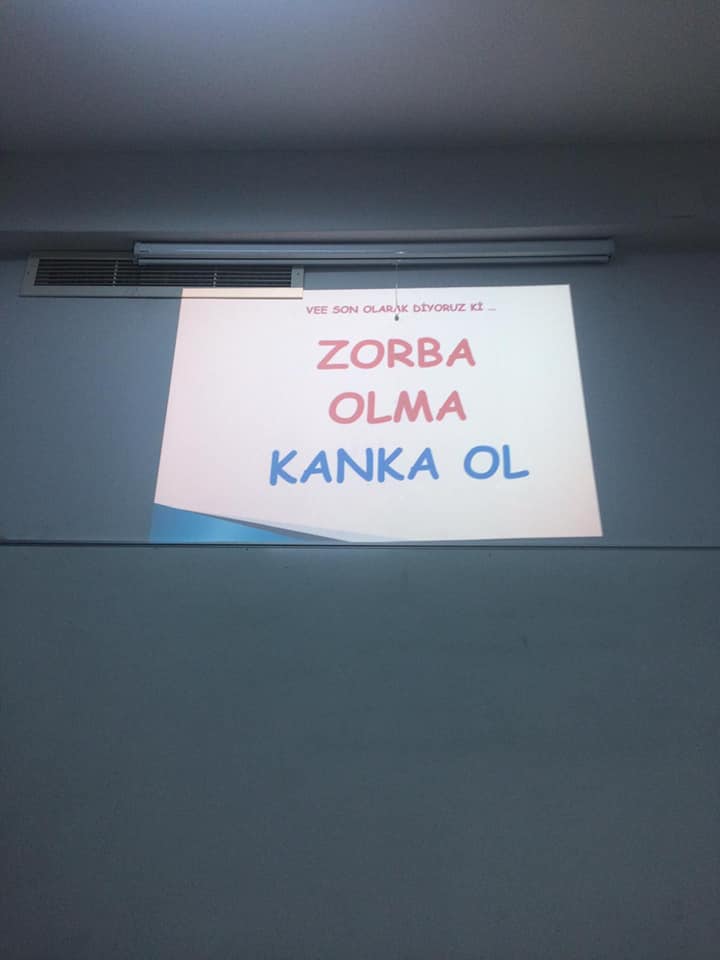 VEE SON OLARAK DİYORUZ Kİ ...
ZORBA
OLMA
KANKA OL